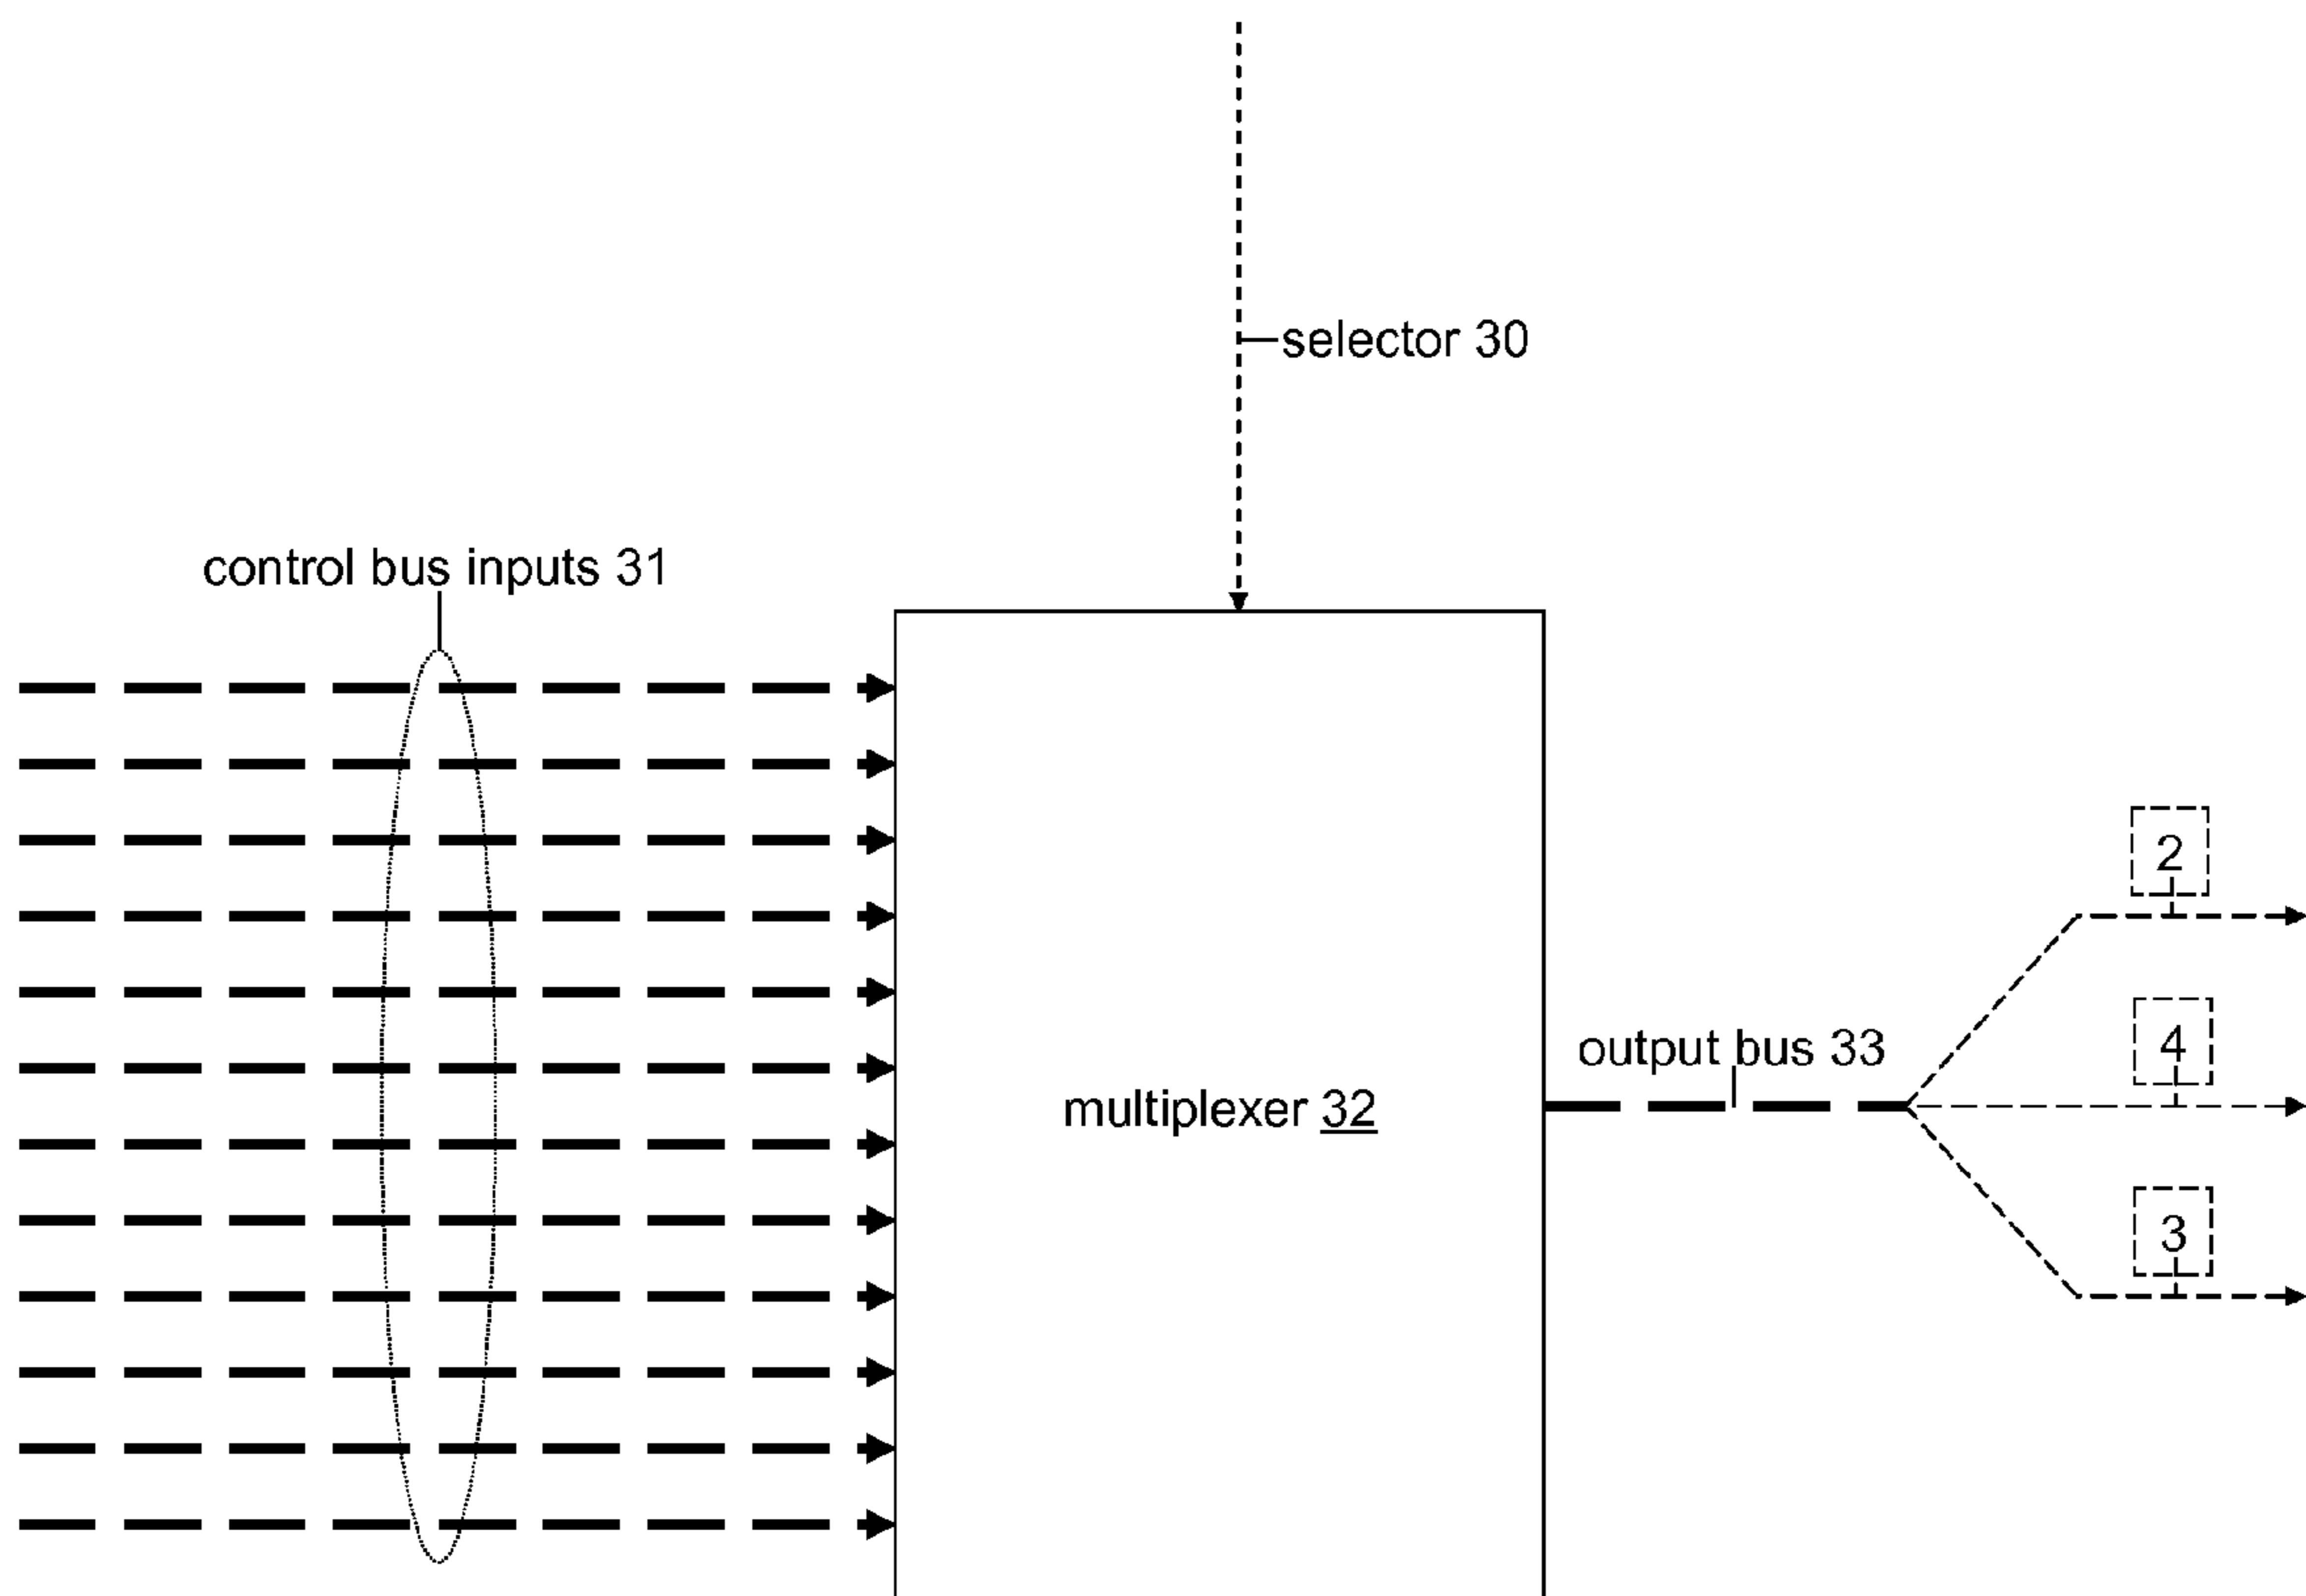 selector 30
control bus inputs 31
2
4
output bus 33
multiplexer 32
3